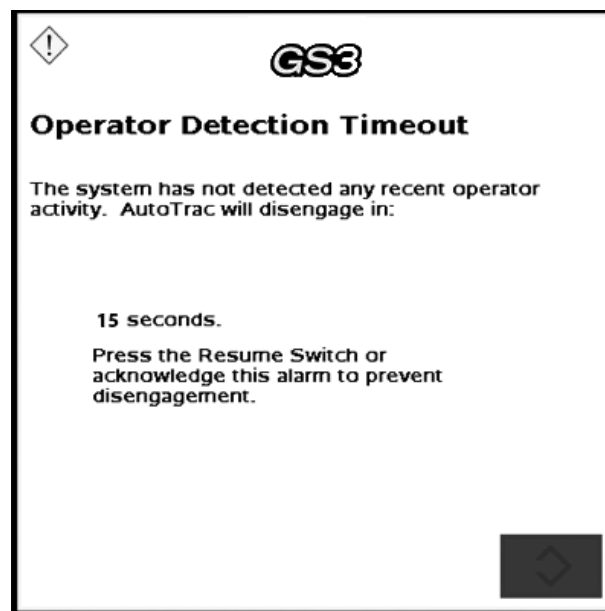 GS3
Operator Detection Timeout
The system has not detected any recent operator
activity. AutoTrac will disengage in:
15 seconds.
Press the Resume Switch or
acknowledge this alarm to prevent
disengagement.